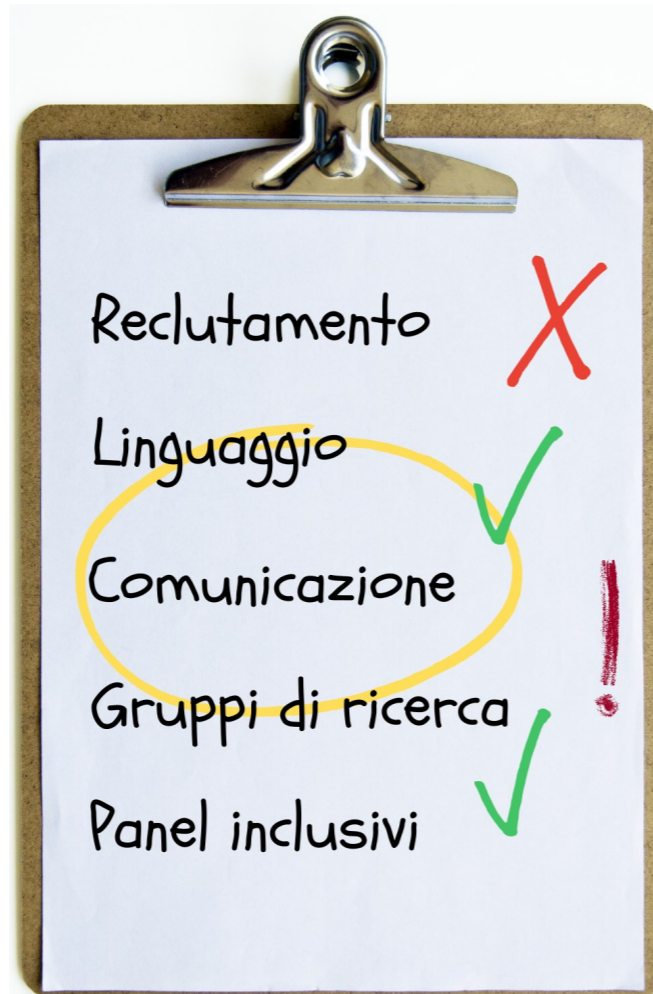 Reclutamento
Linguaggio
Comunicazione
Gruppi di ricerca
Panel inclusivi